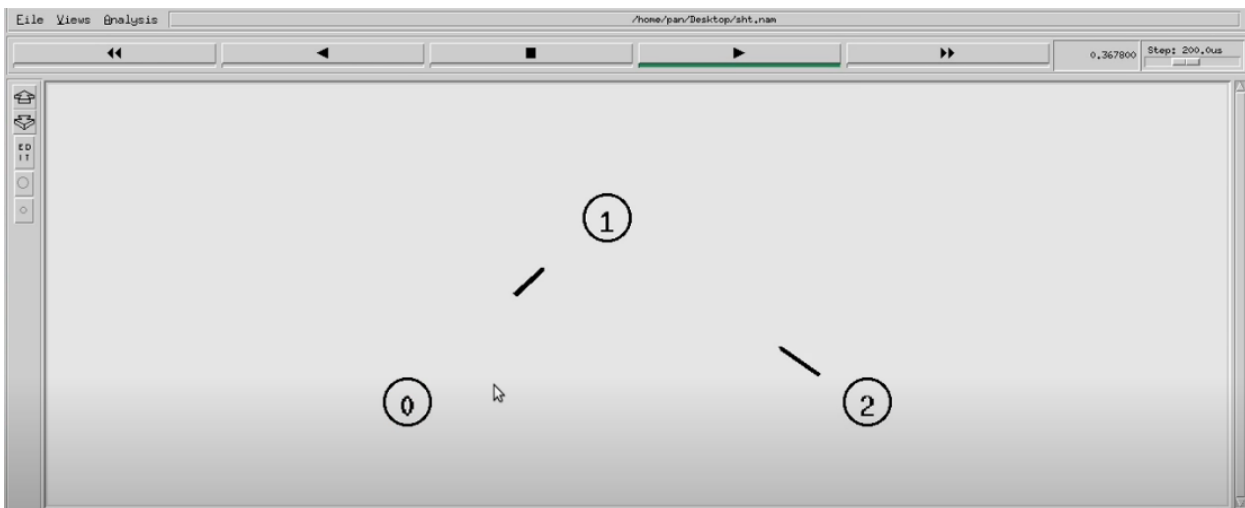 File Views Analysis /home/pan/Desktop/sht.nam
0.367800 Step: 200.0us
ED
IT
1
0 2